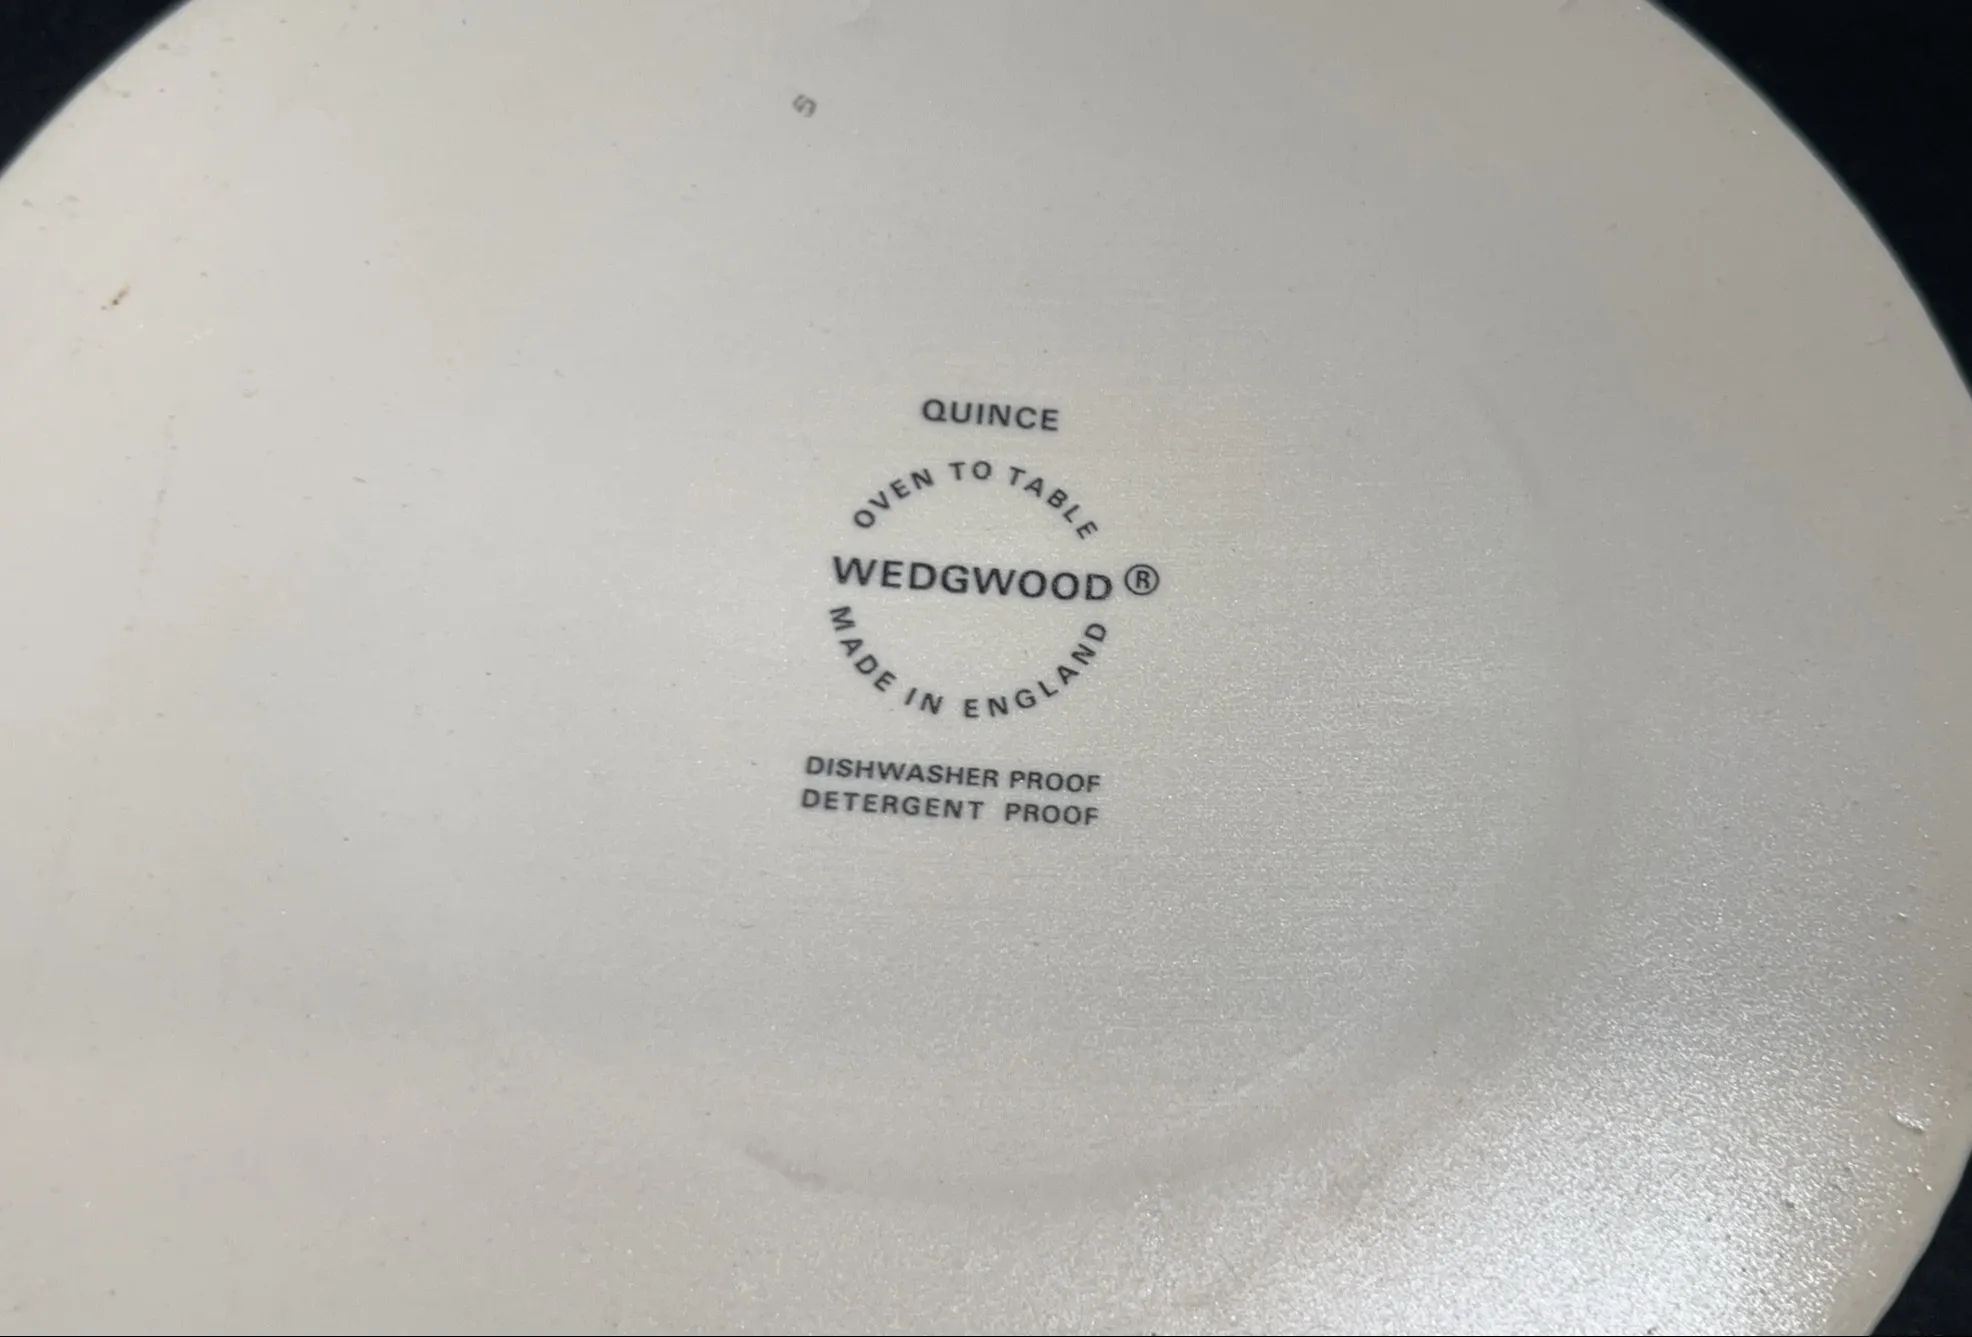 S
QUINCE
OVEN TO TABLE
WEDGWOOD ®
MADE IN ENGLAND
DISHWASHER PROOF
DETERGENT PROOF